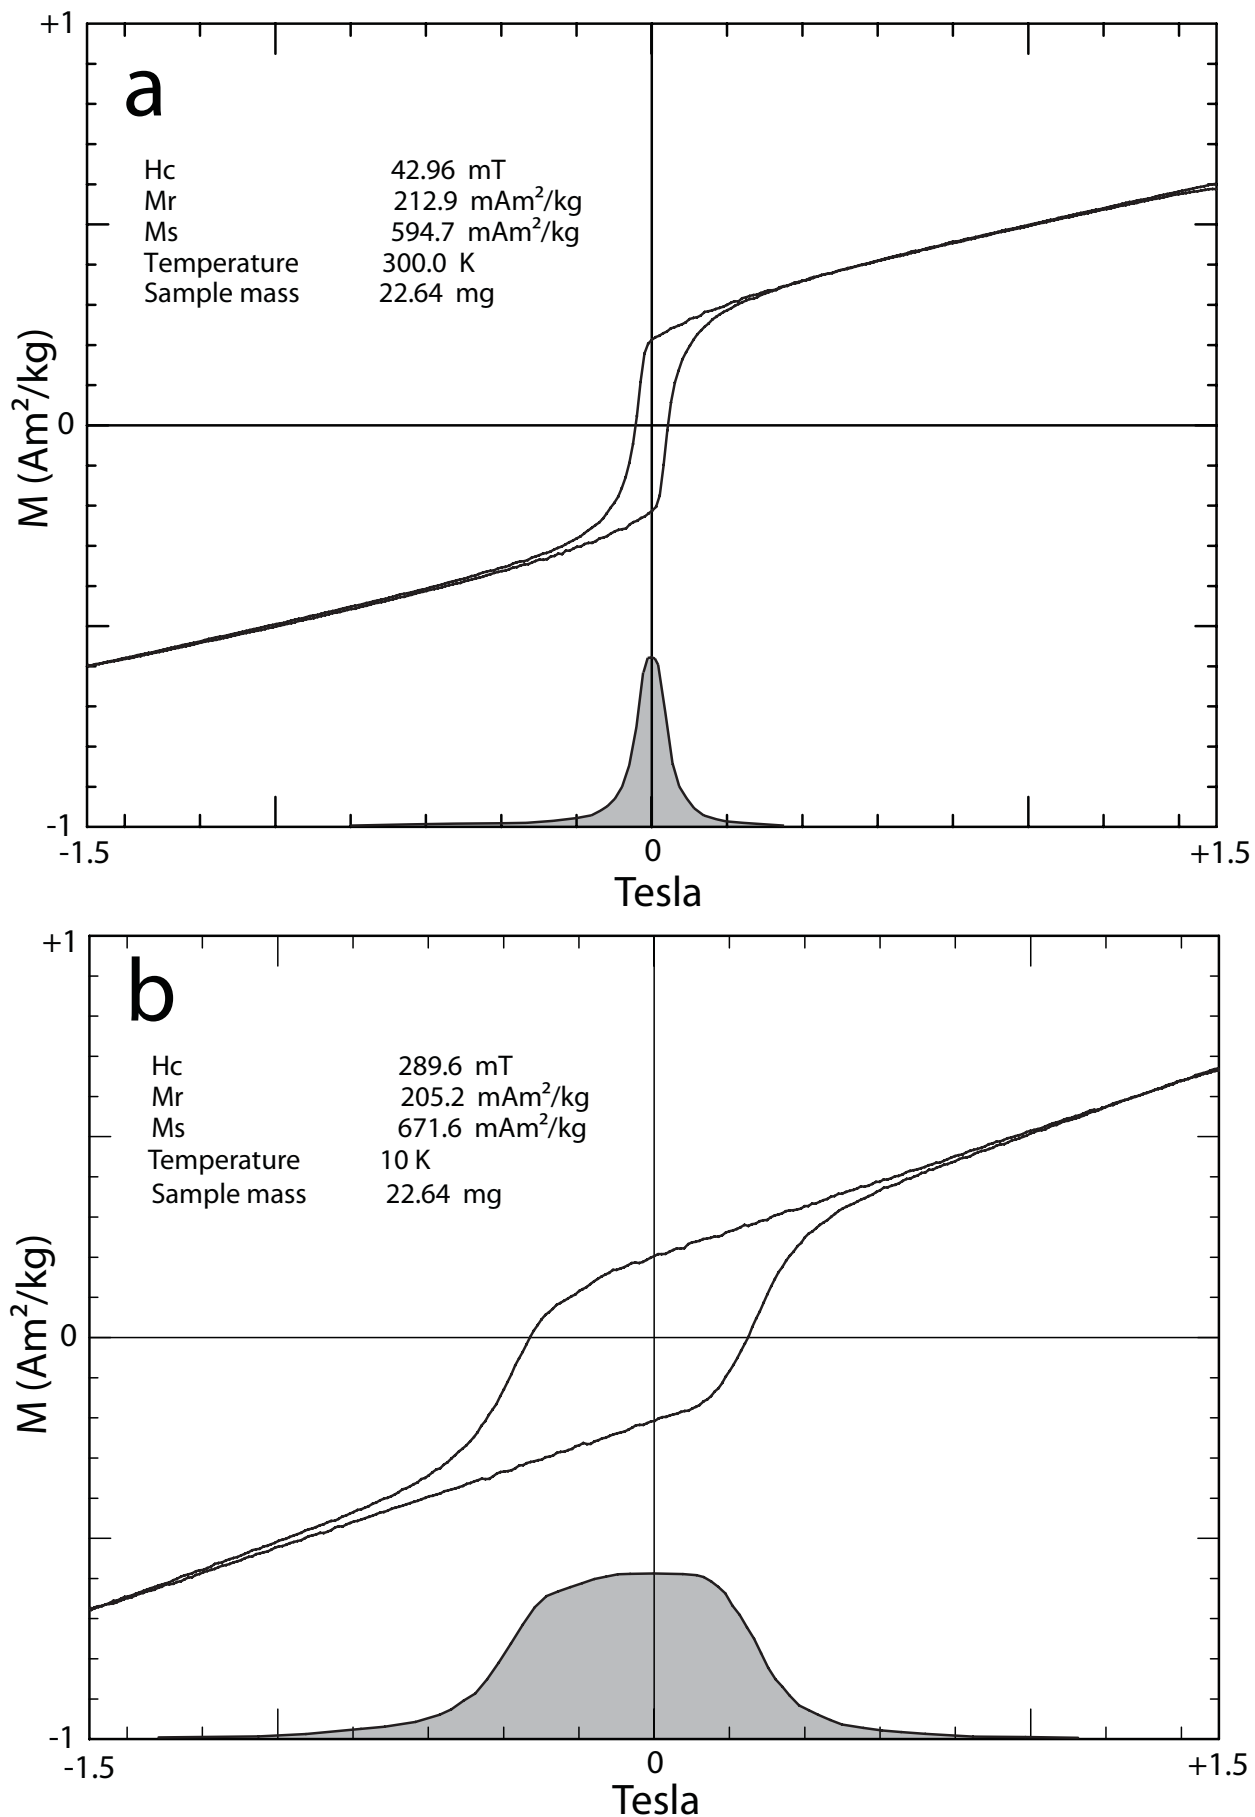 +1
a
Hc 42.96 mT
Mr 212.9 mAm²/kg
Ms 594.7 mAm²/kg
Temperature 300.0 K
Sample mass 22.64 mg
M (Am²/kg)
0
-1
-1.5 0 +1.5
Tesla
+1
b
Hc 289.6 mT
Mr 205.2 mAm²/kg
Ms 671.6 mAm²/kg
Temperature 10 K
Sample mass 22.64 mg
M (Am²/kg)
0
-1
-1.5 0 +1.5
Tesla